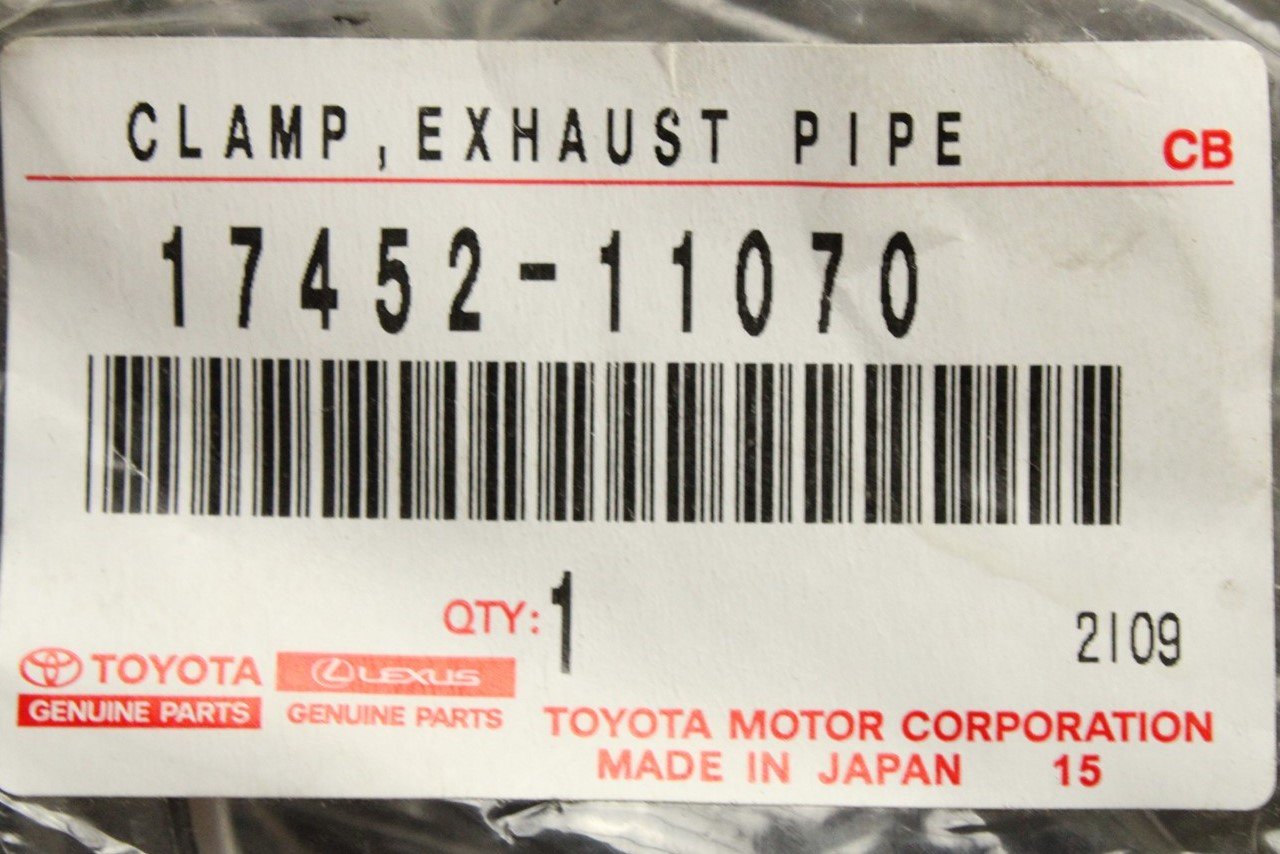 CLAMP, EXHAUST PIPE CB
17452-11070
QTY: 1
2109
TOYOTA LEXUS
GENUINE PARTS GENUINE PARTS
TOYOTA MOTOR CORPORATION
MADE IN JAPAN 15